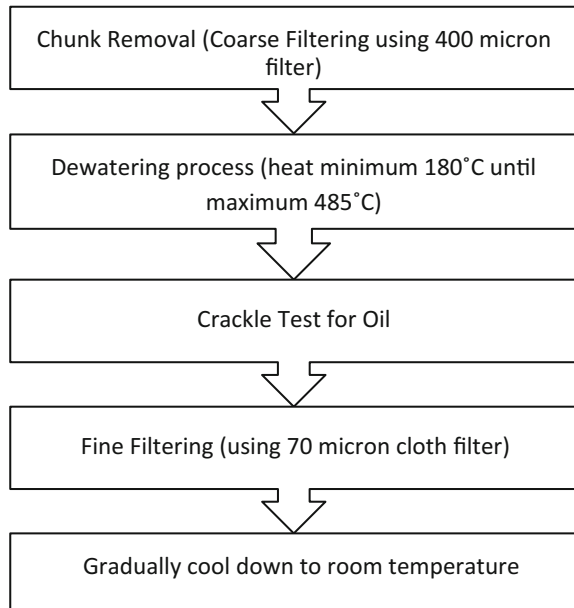 Chunk Removal (Coarse Filtering using 400 micron
filter)
Dewatering process (heat minimum 180˚C until
maximum 485˚C)
Crackle Test for Oil
Fine Filtering (using 70 micron cloth filter)
Gradually cool down to room temperature